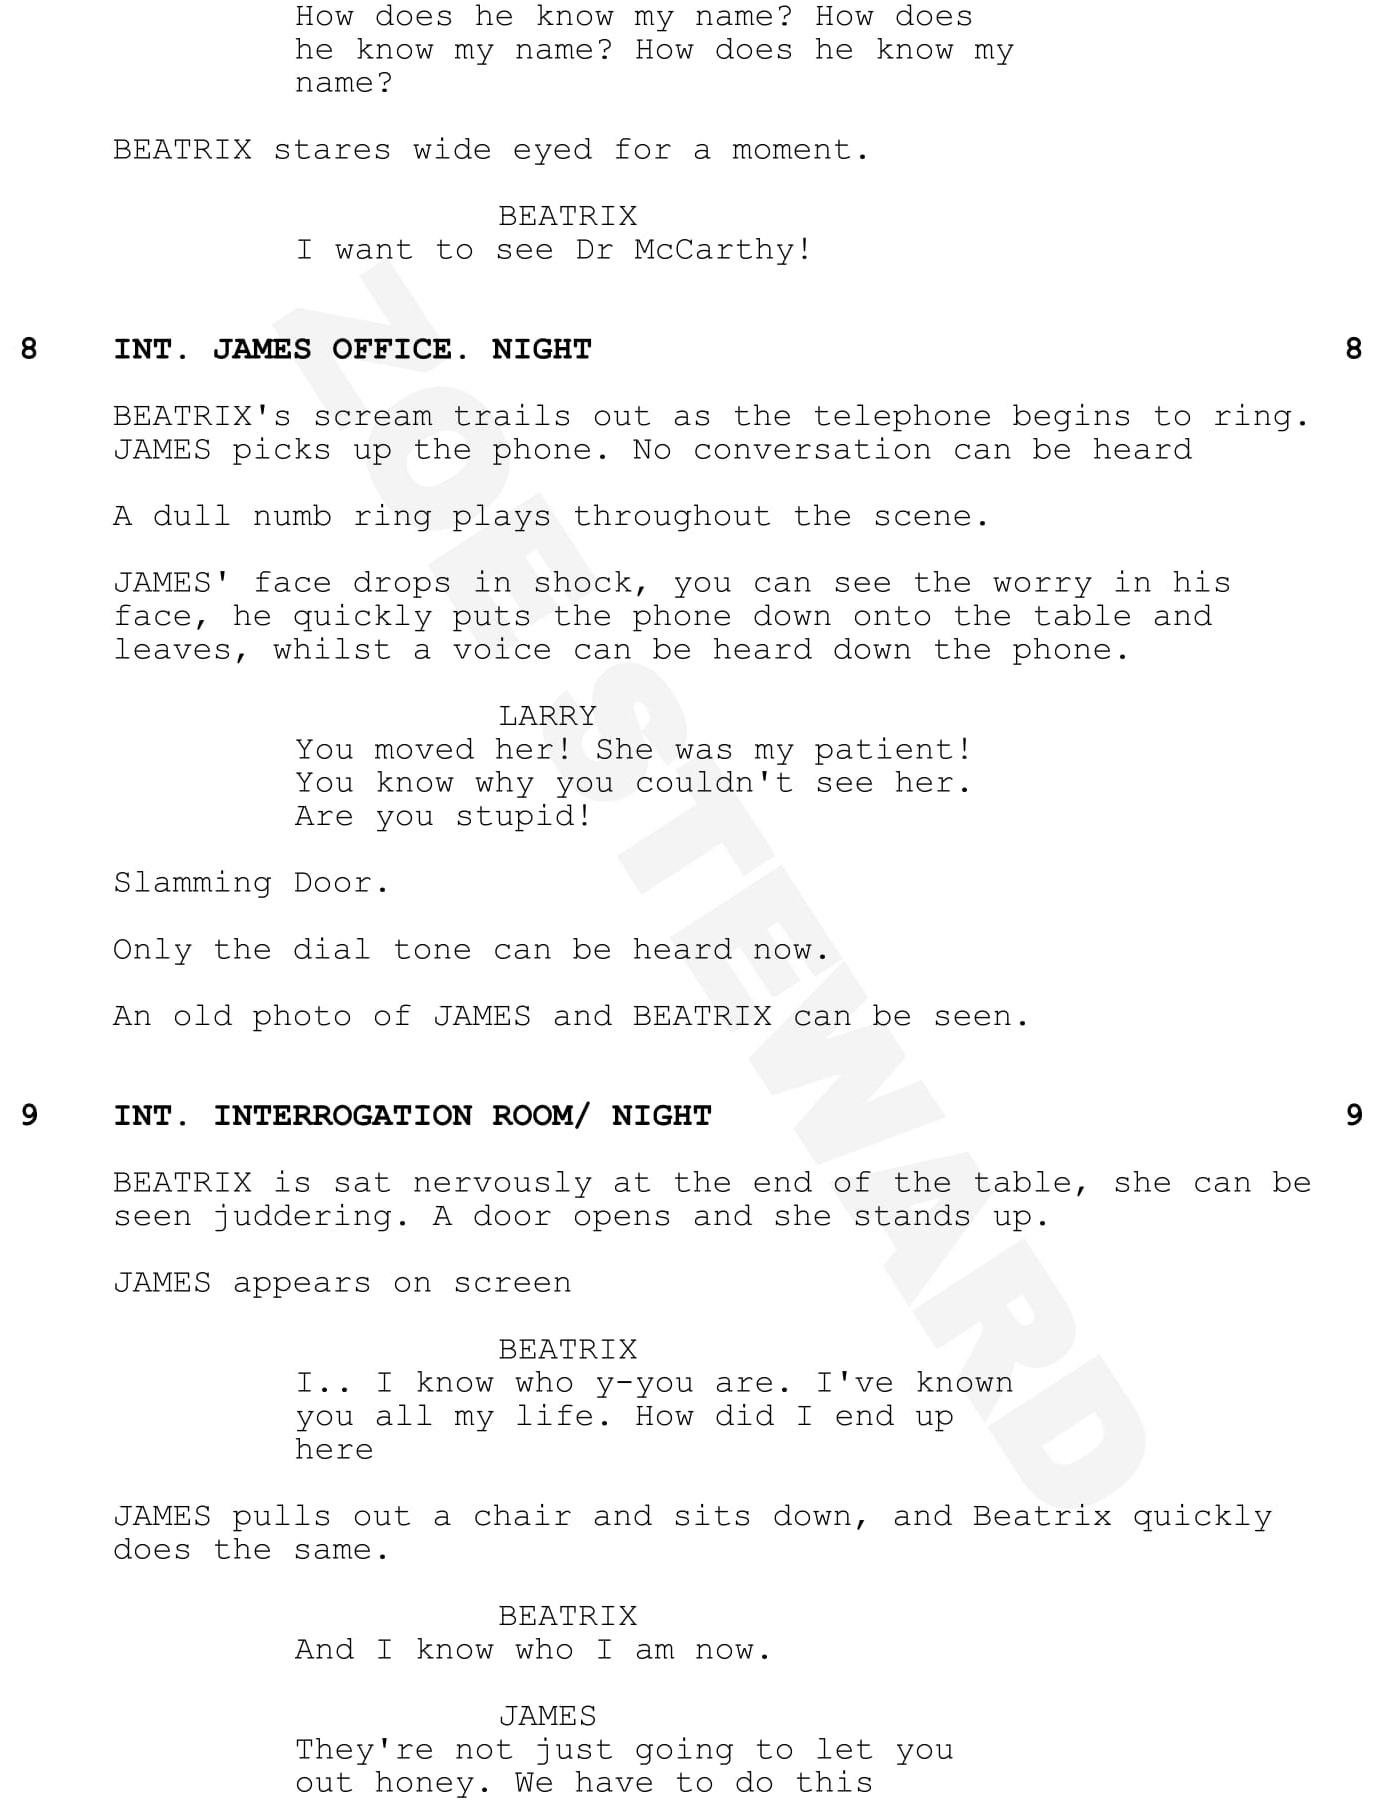 How does he know my name? How does
he know my name? How does he know my
name?
BEATRIX stares wide eyed for a moment.
BEATRIX
I want to see Dr McCarthy!
8 INT. JAMES OFFICE. NIGHT 8
BEATRIX's scream trails out as the telephone begins to ring.
JAMES picks up the phone. No conversation can be heard
A dull numb ring plays throughout the scene.
JAMES' face drops in shock, you can see the worry in his
face, he quickly puts the phone down onto the table and
leaves, whilst a voice can be heard down the phone.
LARRY
You moved her! She was my patient!
You know why you couldn't see her.
Are you stupid!
Slamming Door.
Only the dial tone can be heard now.
An old photo of JAMES and BEATRIX can be seen.
9 INT. INTERROGATION ROOM/ NIGHT 9
BEATRIX is sat nervously at the end of the table, she can be
seen juddering. A door opens and she stands up.
JAMES appears on screen
BEATRIX
I.. I know who y-you are. I've known
you all my life. How did I end up
here
JAMES pulls out a chair and sits down, and Beatrix quickly
does the same.
BEATRIX
And I know who I am now.
JAMES
They're not just going to let you
out honey. We have to do this
ZOE STEWARD